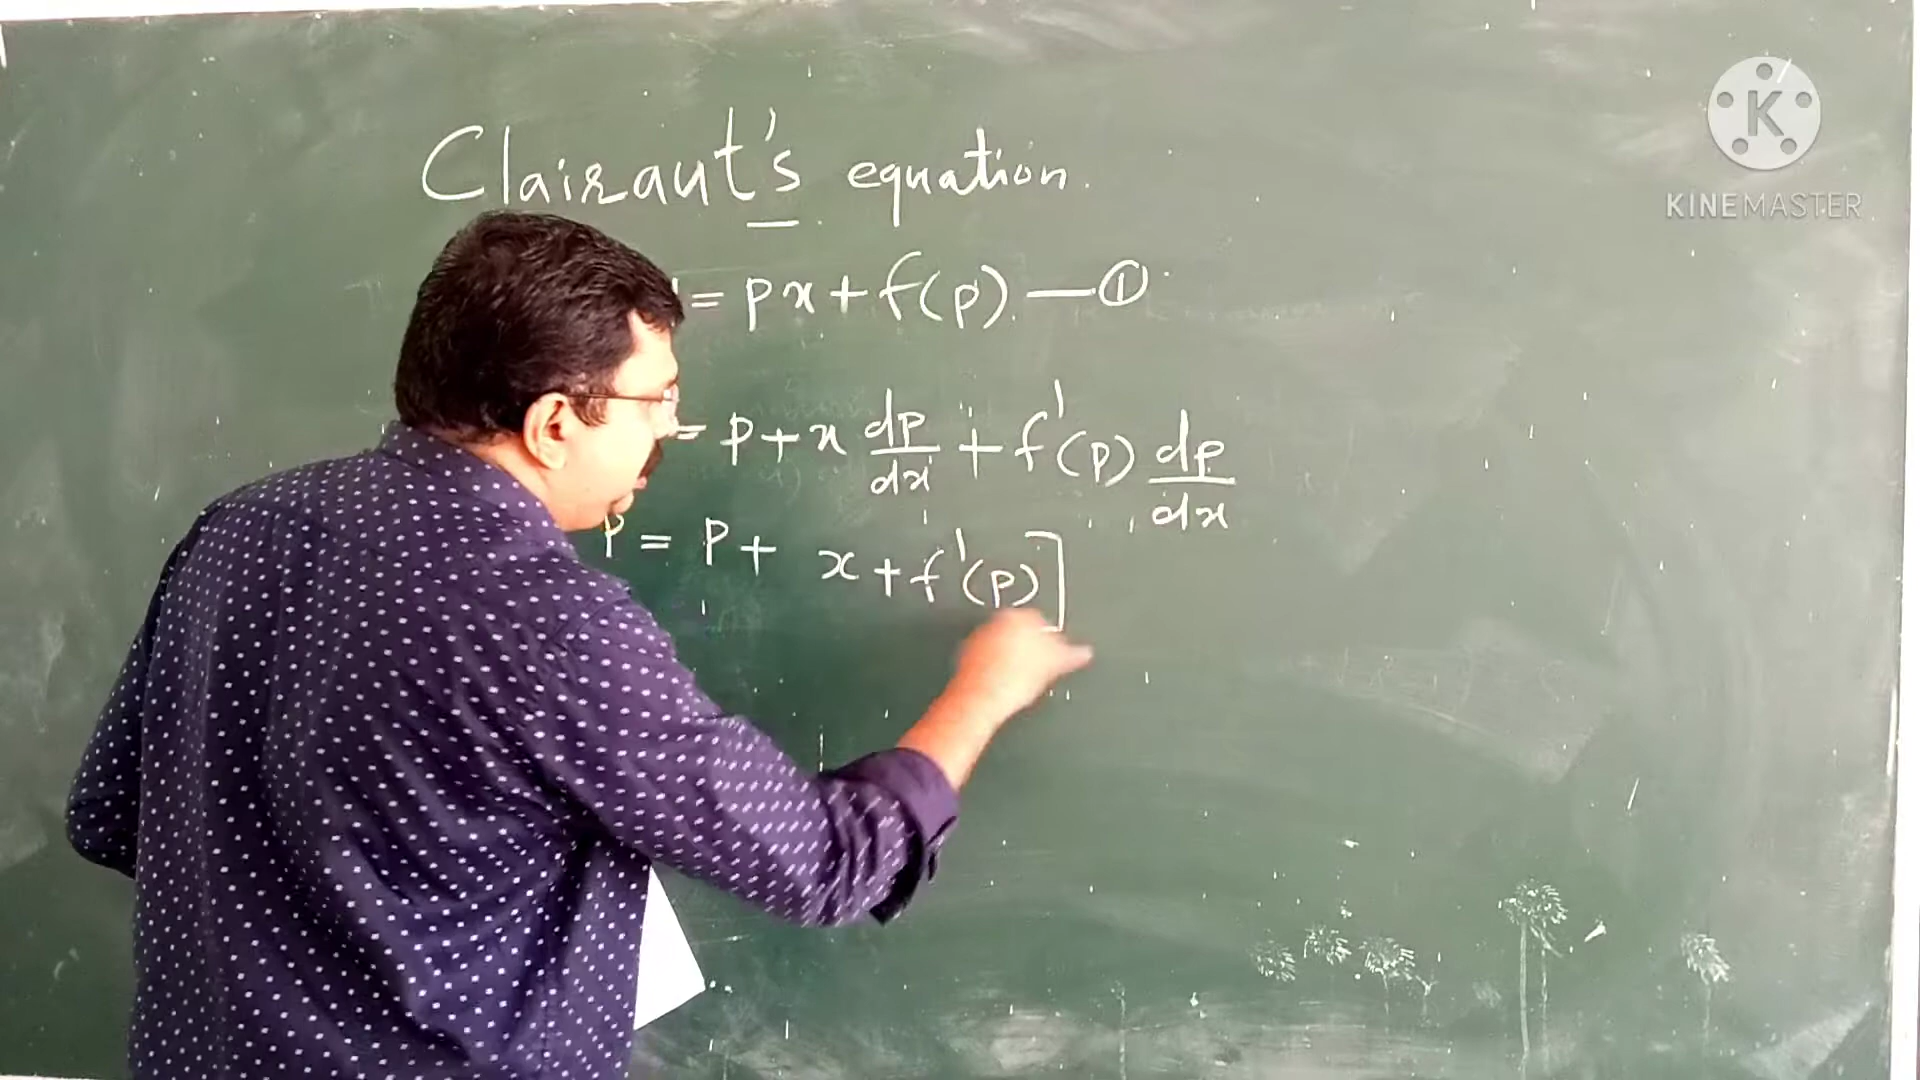 Clairaut's equation.
K
KINEMASTER
= px + f(p). — ①
= p + x dp/dx + f'(p) dp/dx
P = P + x + f'(p)]